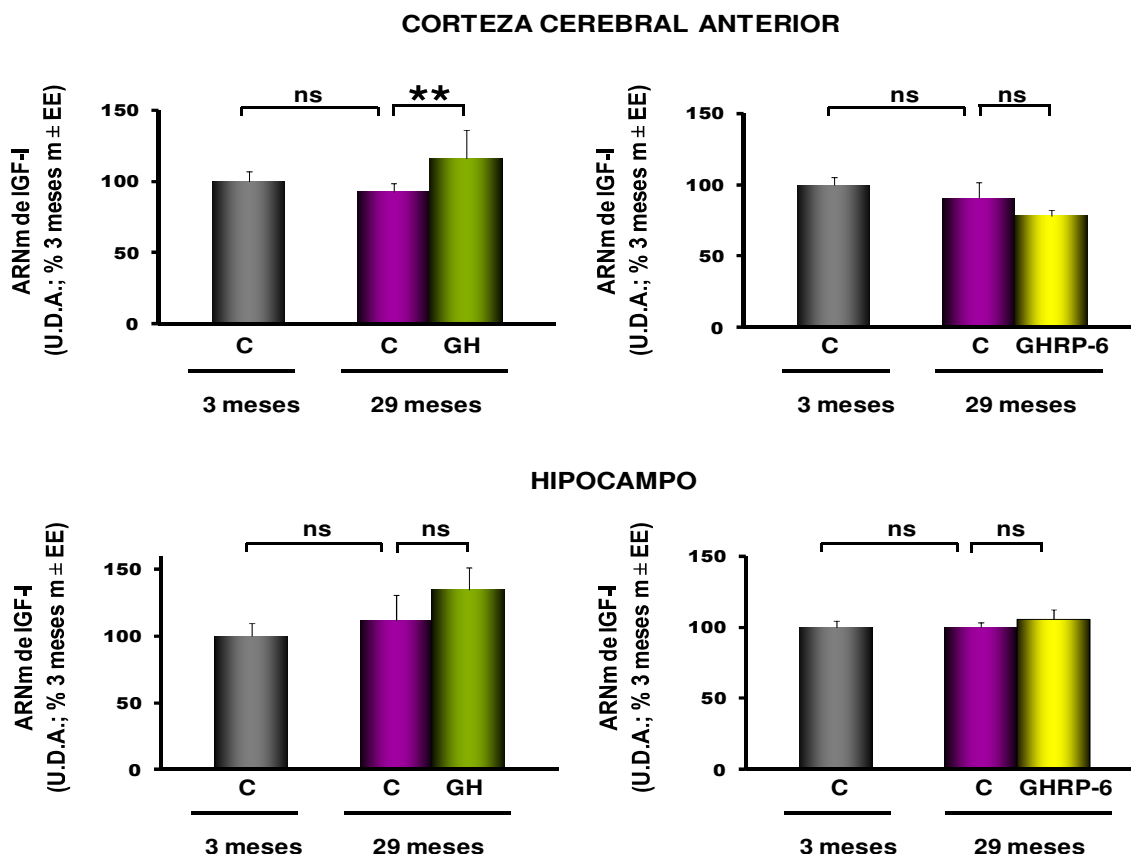 CORTEZA CEREBRAL ANTERIOR
ARNm de IGF-I
(U.D.A.; % 3 meses m ± EE)
150
100
50
0
ns
**
C
C
GH
3 meses
29 meses
ARNm de IGF-I
(U.D.A.; % 3 meses m ± EE)
150
100
50
0
ns
ns
C
C
GHRP-6
3 meses
29 meses
HIPOCAMPO
ARNm de IGF-I
(U.D.A.; % 3 meses m ± EE)
150
100
50
0
ns
ns
C
C
GH
3 meses
29 meses
ARNm de IGF-I
(U.D.A.; % 3 meses m ± EE)
150
100
50
0
ns
ns
C
C
GHRP-6
3 meses
29 meses